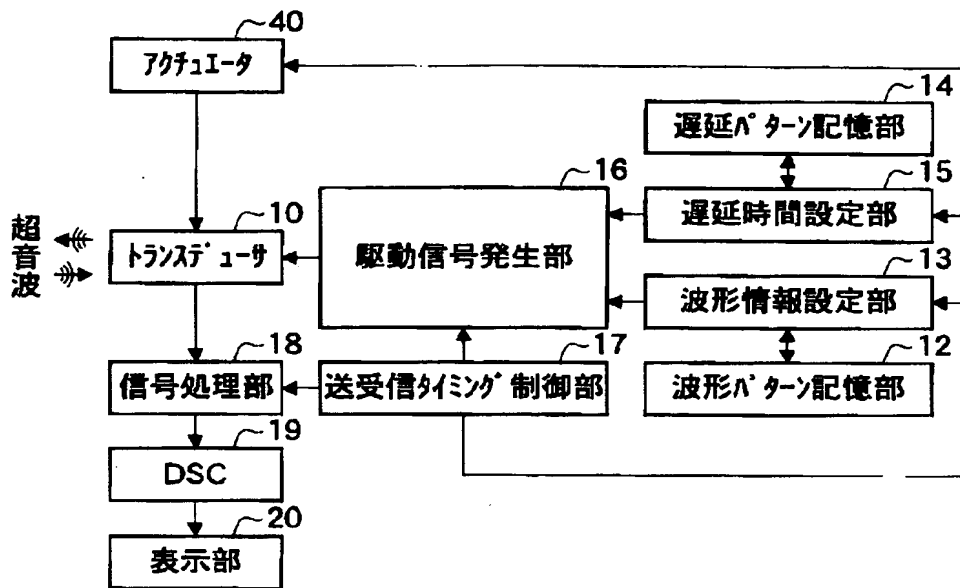 40
アクチュエータ
14
遅延パターン記憶部
16
15
遅延時間設定部
10
超音波
トランスデューサ
駆動信号発生部
13
波形情報設定部
18
17
12
信号処理部
送受信タイミング制御部
波形パターン記憶部
19
DSC
20
表示部